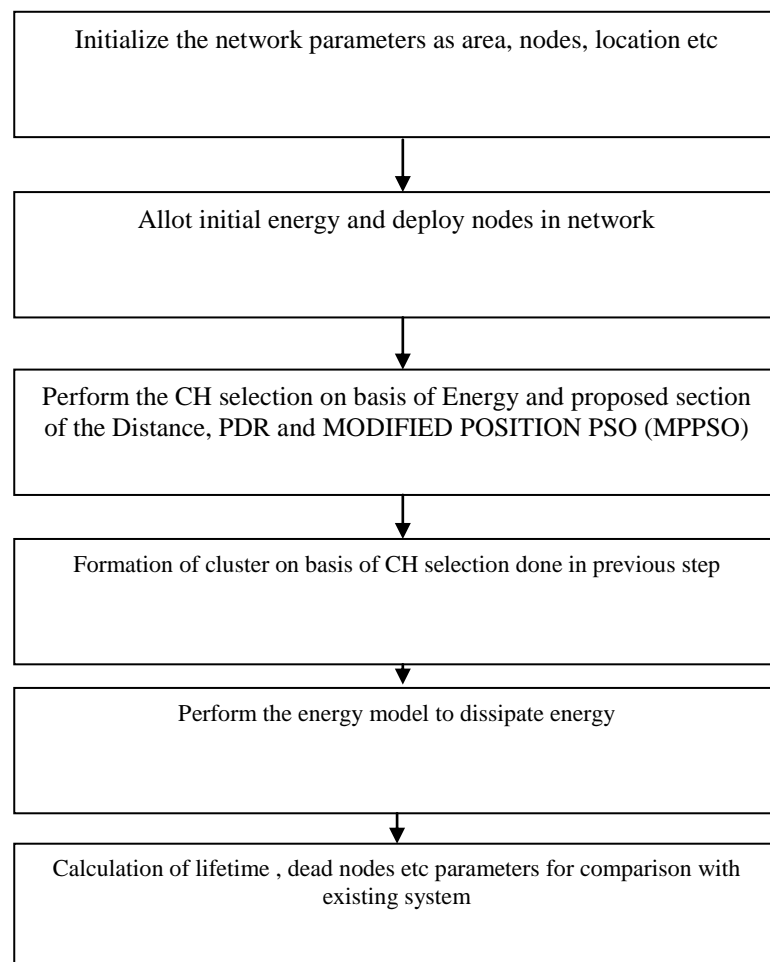 Initialize the network parameters as area, nodes, location etc
Allot initial energy and deploy nodes in network
Perform the CH selection on basis of Energy and proposed section
of the Distance, PDR and MODIFIED POSITION PSO (MPPSO)
Formation of cluster on basis of CH selection done in previous step
Perform the energy model to dissipate energy
Calculation of lifetime , dead nodes etc parameters for comparison with
existing system